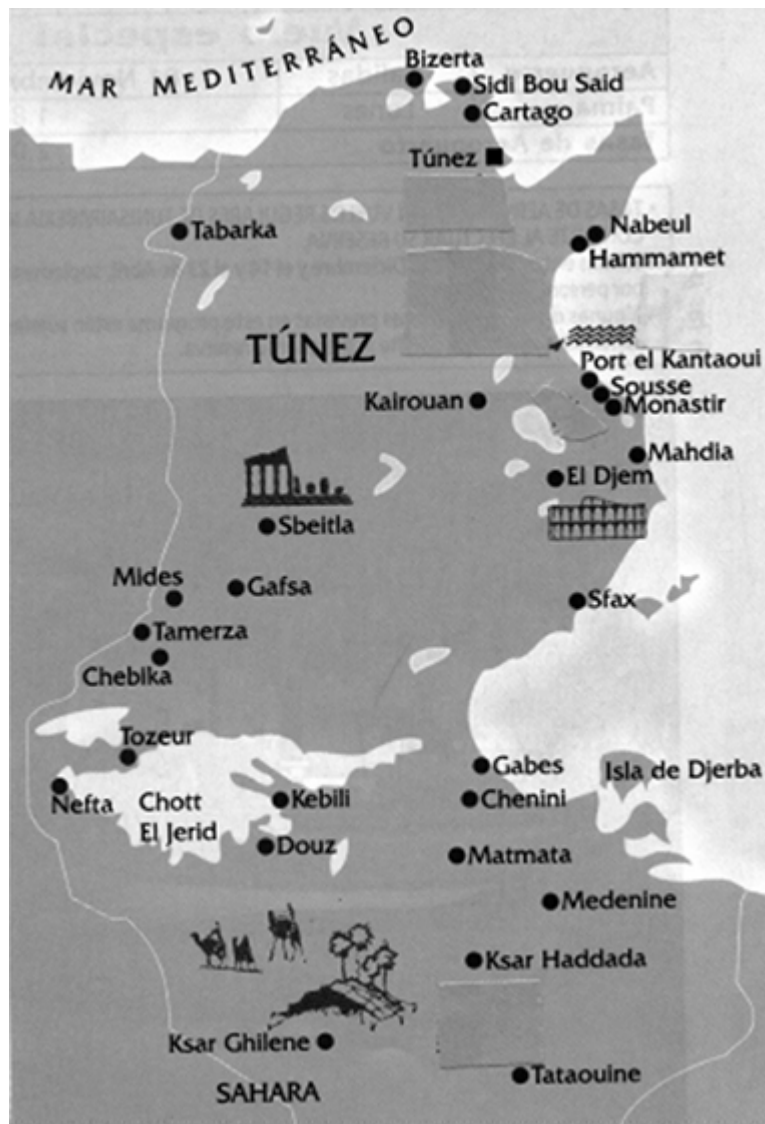 MAR MEDITERRÁNEO
Bizerta
Sidi Bou Said
Cartago
Túnez
Tabarka
Nabeul
Hammamet
TÚNEZ
Port el Kantaoui
Sousse
Kairouan
Monastir
Mahdia
El Djem
Sbeitla
Mides
Gafsa
Sfax
Tamerza
Chebika
Tozeur
Gabes
Isla de Djerba
Nefta
Chott
El Jerid
Kebili
Chenini
Douz
Matmata
Medenine
Ksar Haddada
Ksar Ghilene
Tataouine
SAHARA